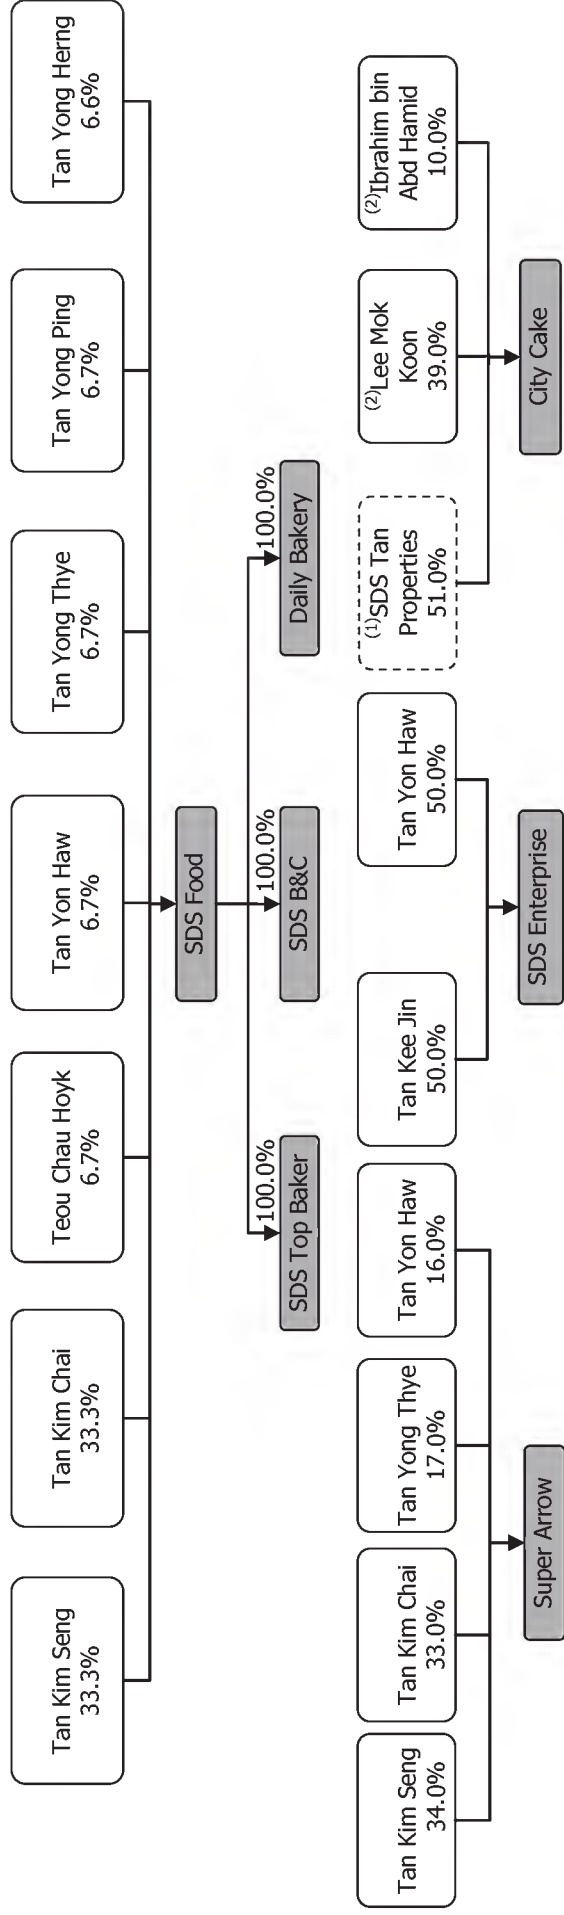 Tan Kim Seng
33.3%
Tan Kim Chai
33.3%
Teou Chau Hoyk
6.7%
Tan Yon Haw
6.7%
Tan Yong Thye
6.7%
Tan Yong Ping
6.7%
Tan Yong Herng
6.6%
SDS Food
100.0%
100.0%
100.0%
SDS Top Baker
SDS B&C
Daily Bakery
Tan Kim Seng
34.0%
Tan Kim Chai
33.0%
Tan Yong Thye
17.0%
Tan Yon Haw
16.0%
Super Arrow
Tan Kee Jin
50.0%
Tan Yon Haw
50.0%
SDS Enterprise
(1)SDS Tan
Properties
51.0%
(2)Lee Mok
Koon
39.0%
(2)Ibrahim bin
Abd Hamid
10.0%
City Cake